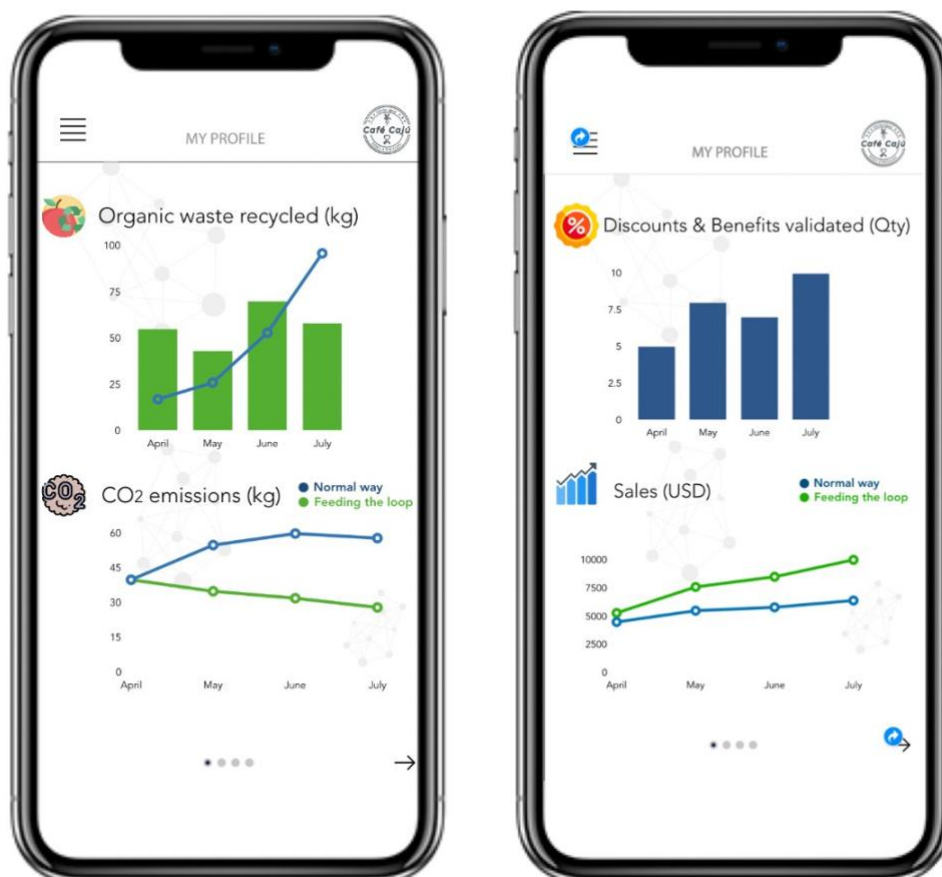 MY PROFILE
Café Cajú
Organic waste recycled (kg)
100
75
50
25
0
April May June July
CO2
CO2 emissions (kg)
Normal way
Feeding the loop
60
45
30
15
0
April May June July
MY PROFILE
Café Cajú
%
Discounts & Benefits validated (Qty)
10
7.5
5
2.5
0
April May June July
Sales (USD)
Normal way
Feeding the loop
10000
7500
5000
2500
0
April May June July